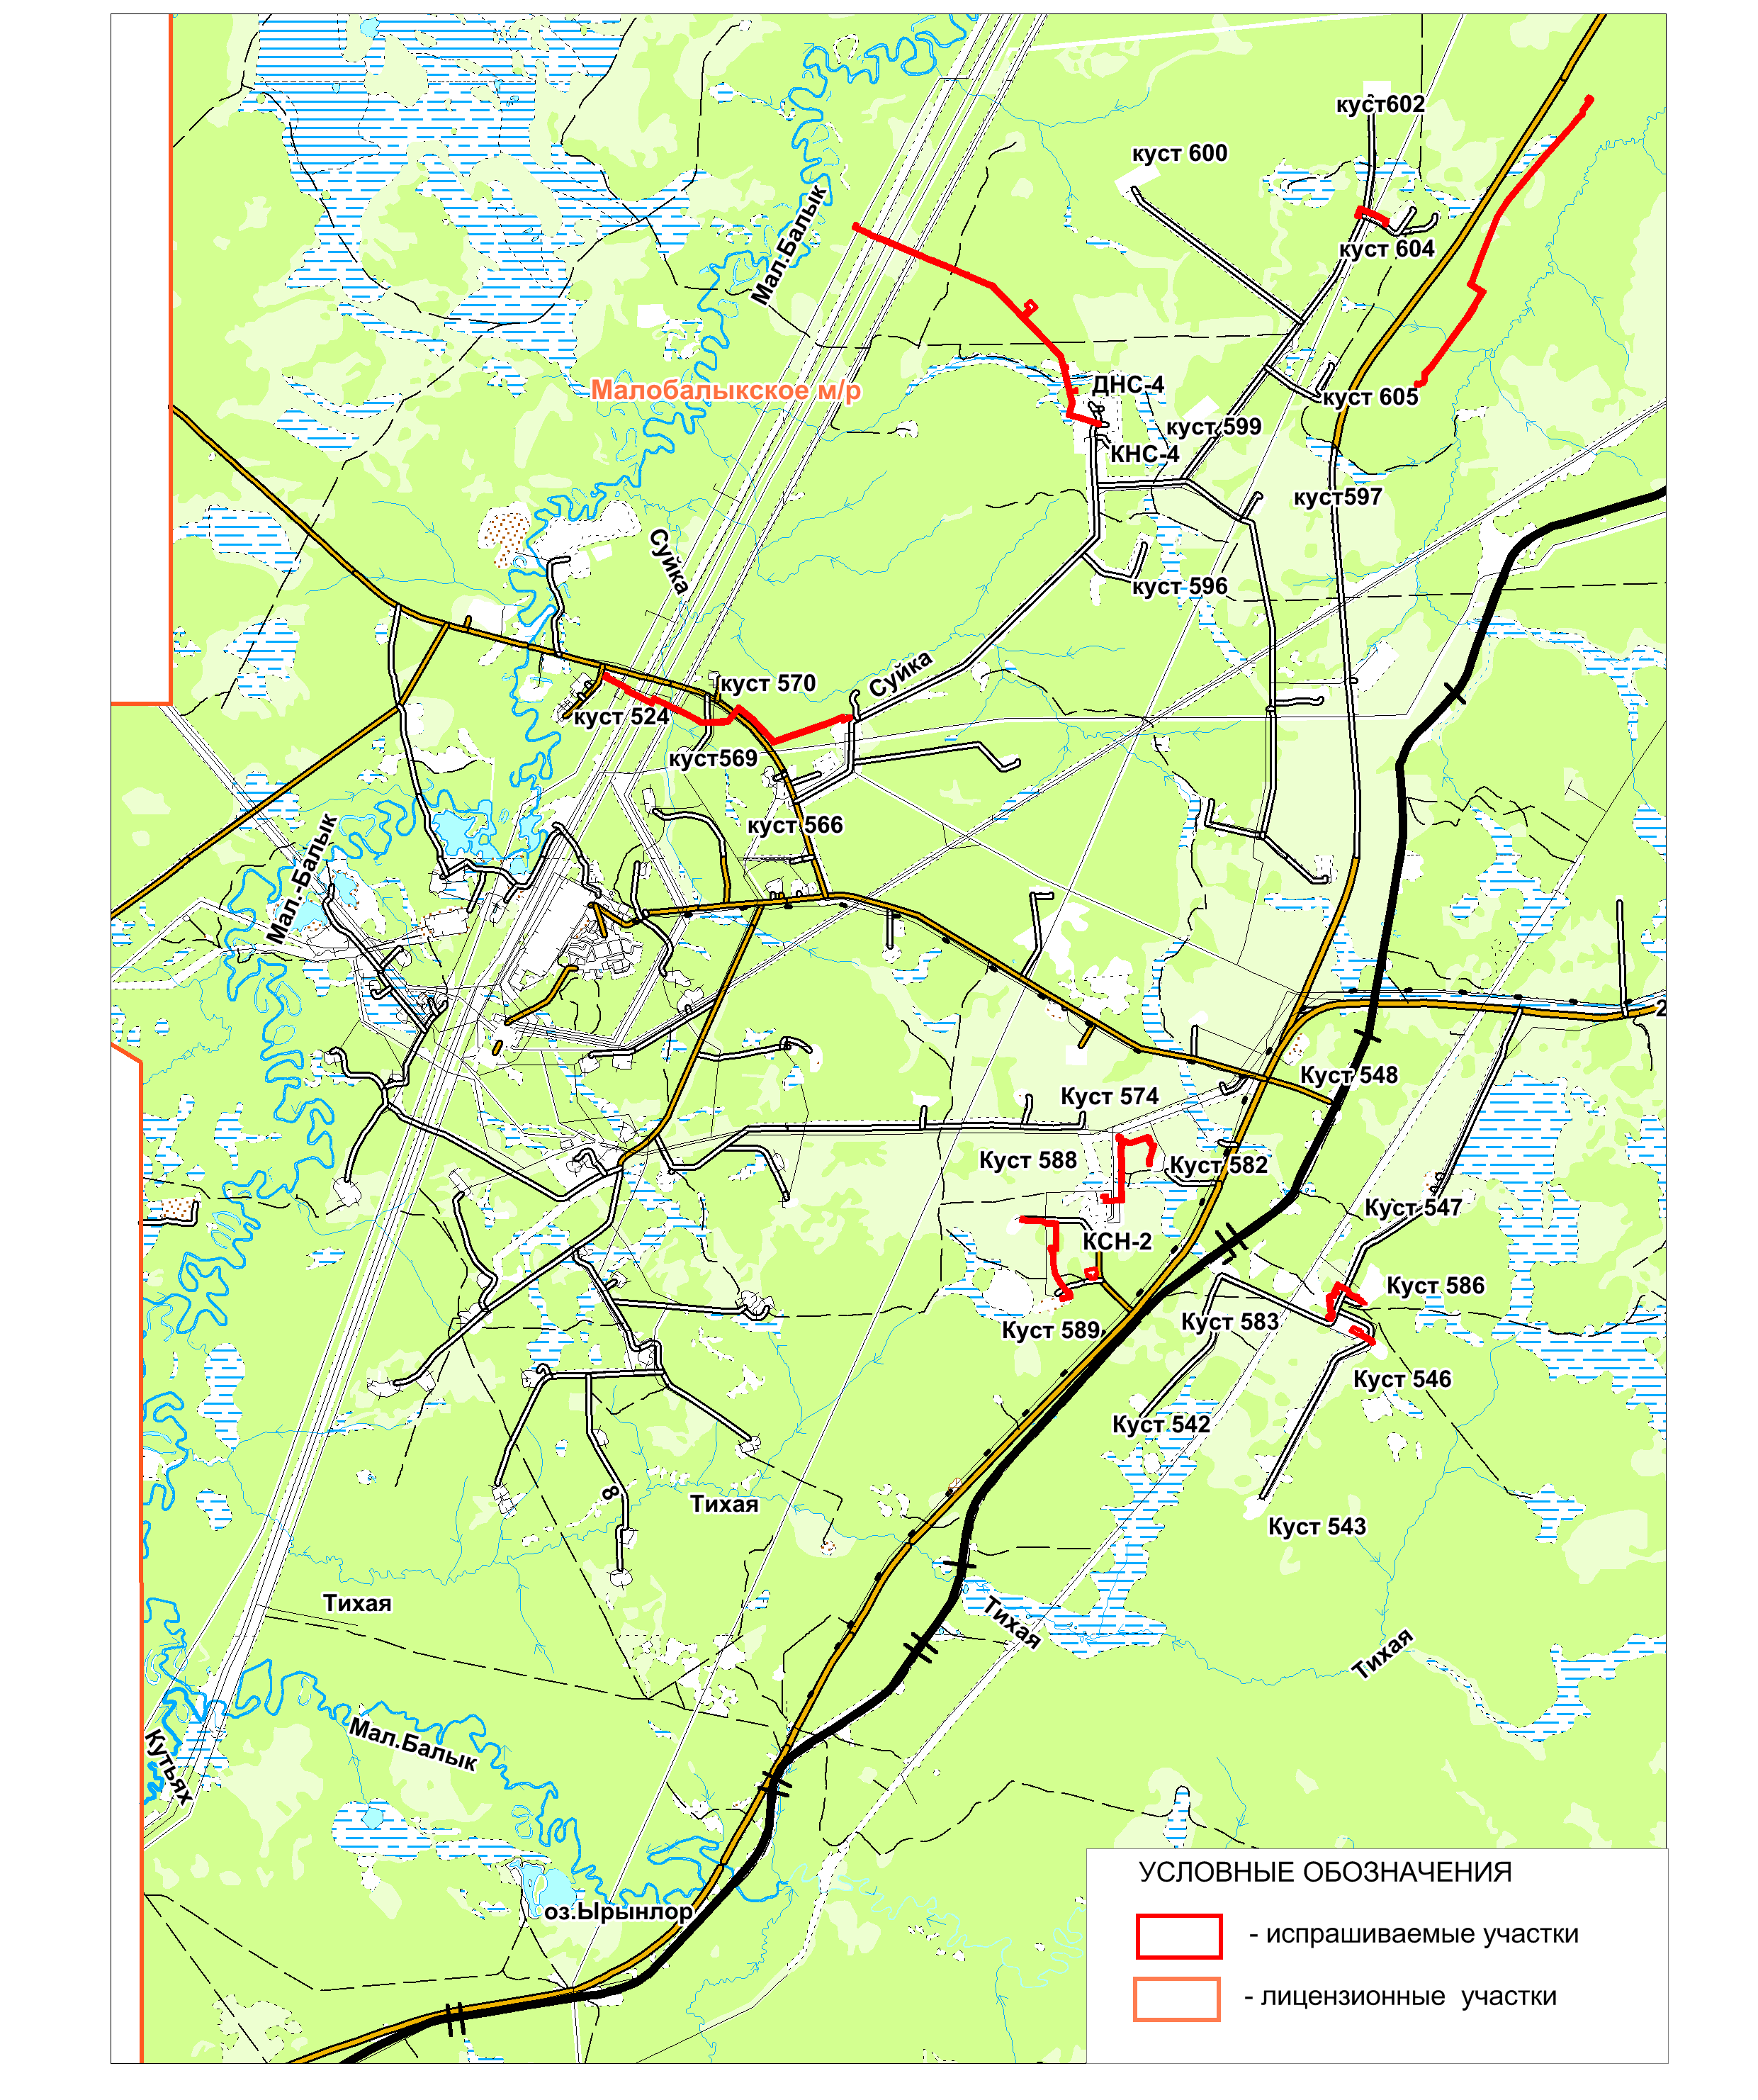 куст602
куст 600
Мал.Балык
куст 604
Малобалыкское м/р
ДНС-4
куст 605
куст 599
КНС-4
куст597
Суйка
куст 596
Суйка
куст 570
куст 524
куст569
куст 566
Мал.-Балык
2
Куст 548
Куст 574
Куст 588
Куст 582
Куст 547
КСН-2
Куст 586
Куст 589
Куст 583
Куст 546
Куст 542
8
Тихая
Куст 543
Тихая
Тихая
Тихая
Мал.Балык
Кутьях
оз.Ырынлор
УСЛОВНЫЕ ОБОЗНАЧЕНИЯ
- испрашиваемые участки
- лицензионные участки